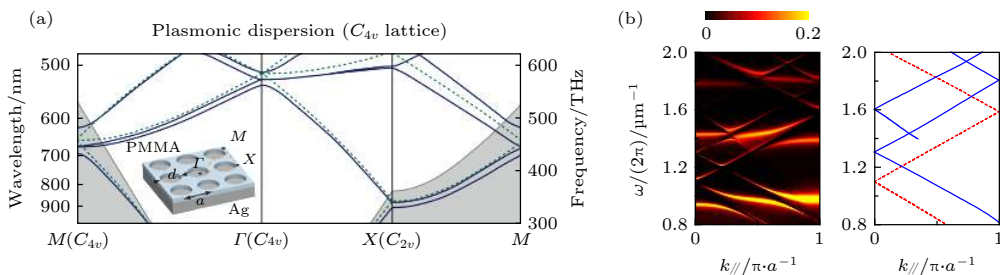 (a)
Plasmonic dispersion (C4v lattice)
Wavelength/nm
500
600
700
800
900
PMMA
M
X
Γ
d
a
Ag
600
500
400
300
Frequency/THz
M(C4v)
Γ(C4v)
X(C2v)
M
(b)
0
0.2
ω/(2π)/μm⁻¹
2.0
1.6
1.2
0.8
0
1
k∥/π·a⁻¹
2.0
1.6
1.2
0.8
0
1
k∥/π·a⁻¹